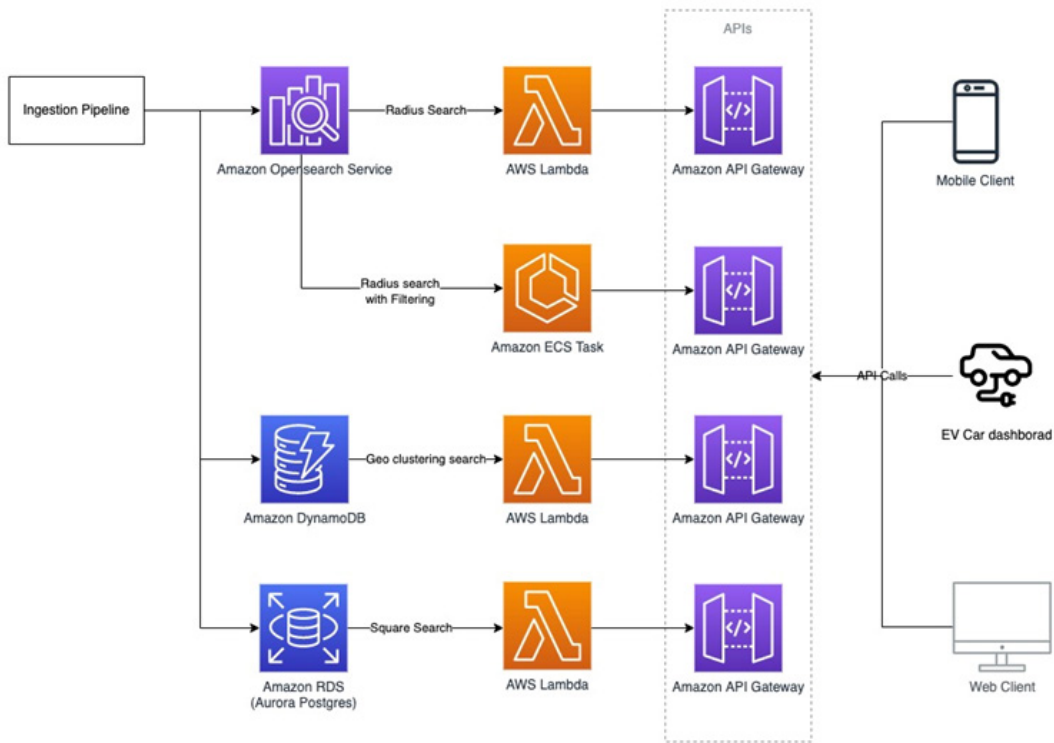 APIs
Ingestion Pipeline
Radius Search
Amazon Opensearch Service
AWS Lambda
Amazon API Gateway
Mobile Client
Radius search
with Filtering
Amazon ECS Task
Amazon API Gateway
API Calls
EV Car dashborad
Geo clustering search
Amazon DynamoDB
AWS Lambda
Amazon API Gateway
Square Search
Amazon RDS
(Aurora Postgres)
AWS Lambda
Amazon API Gateway
Web Client